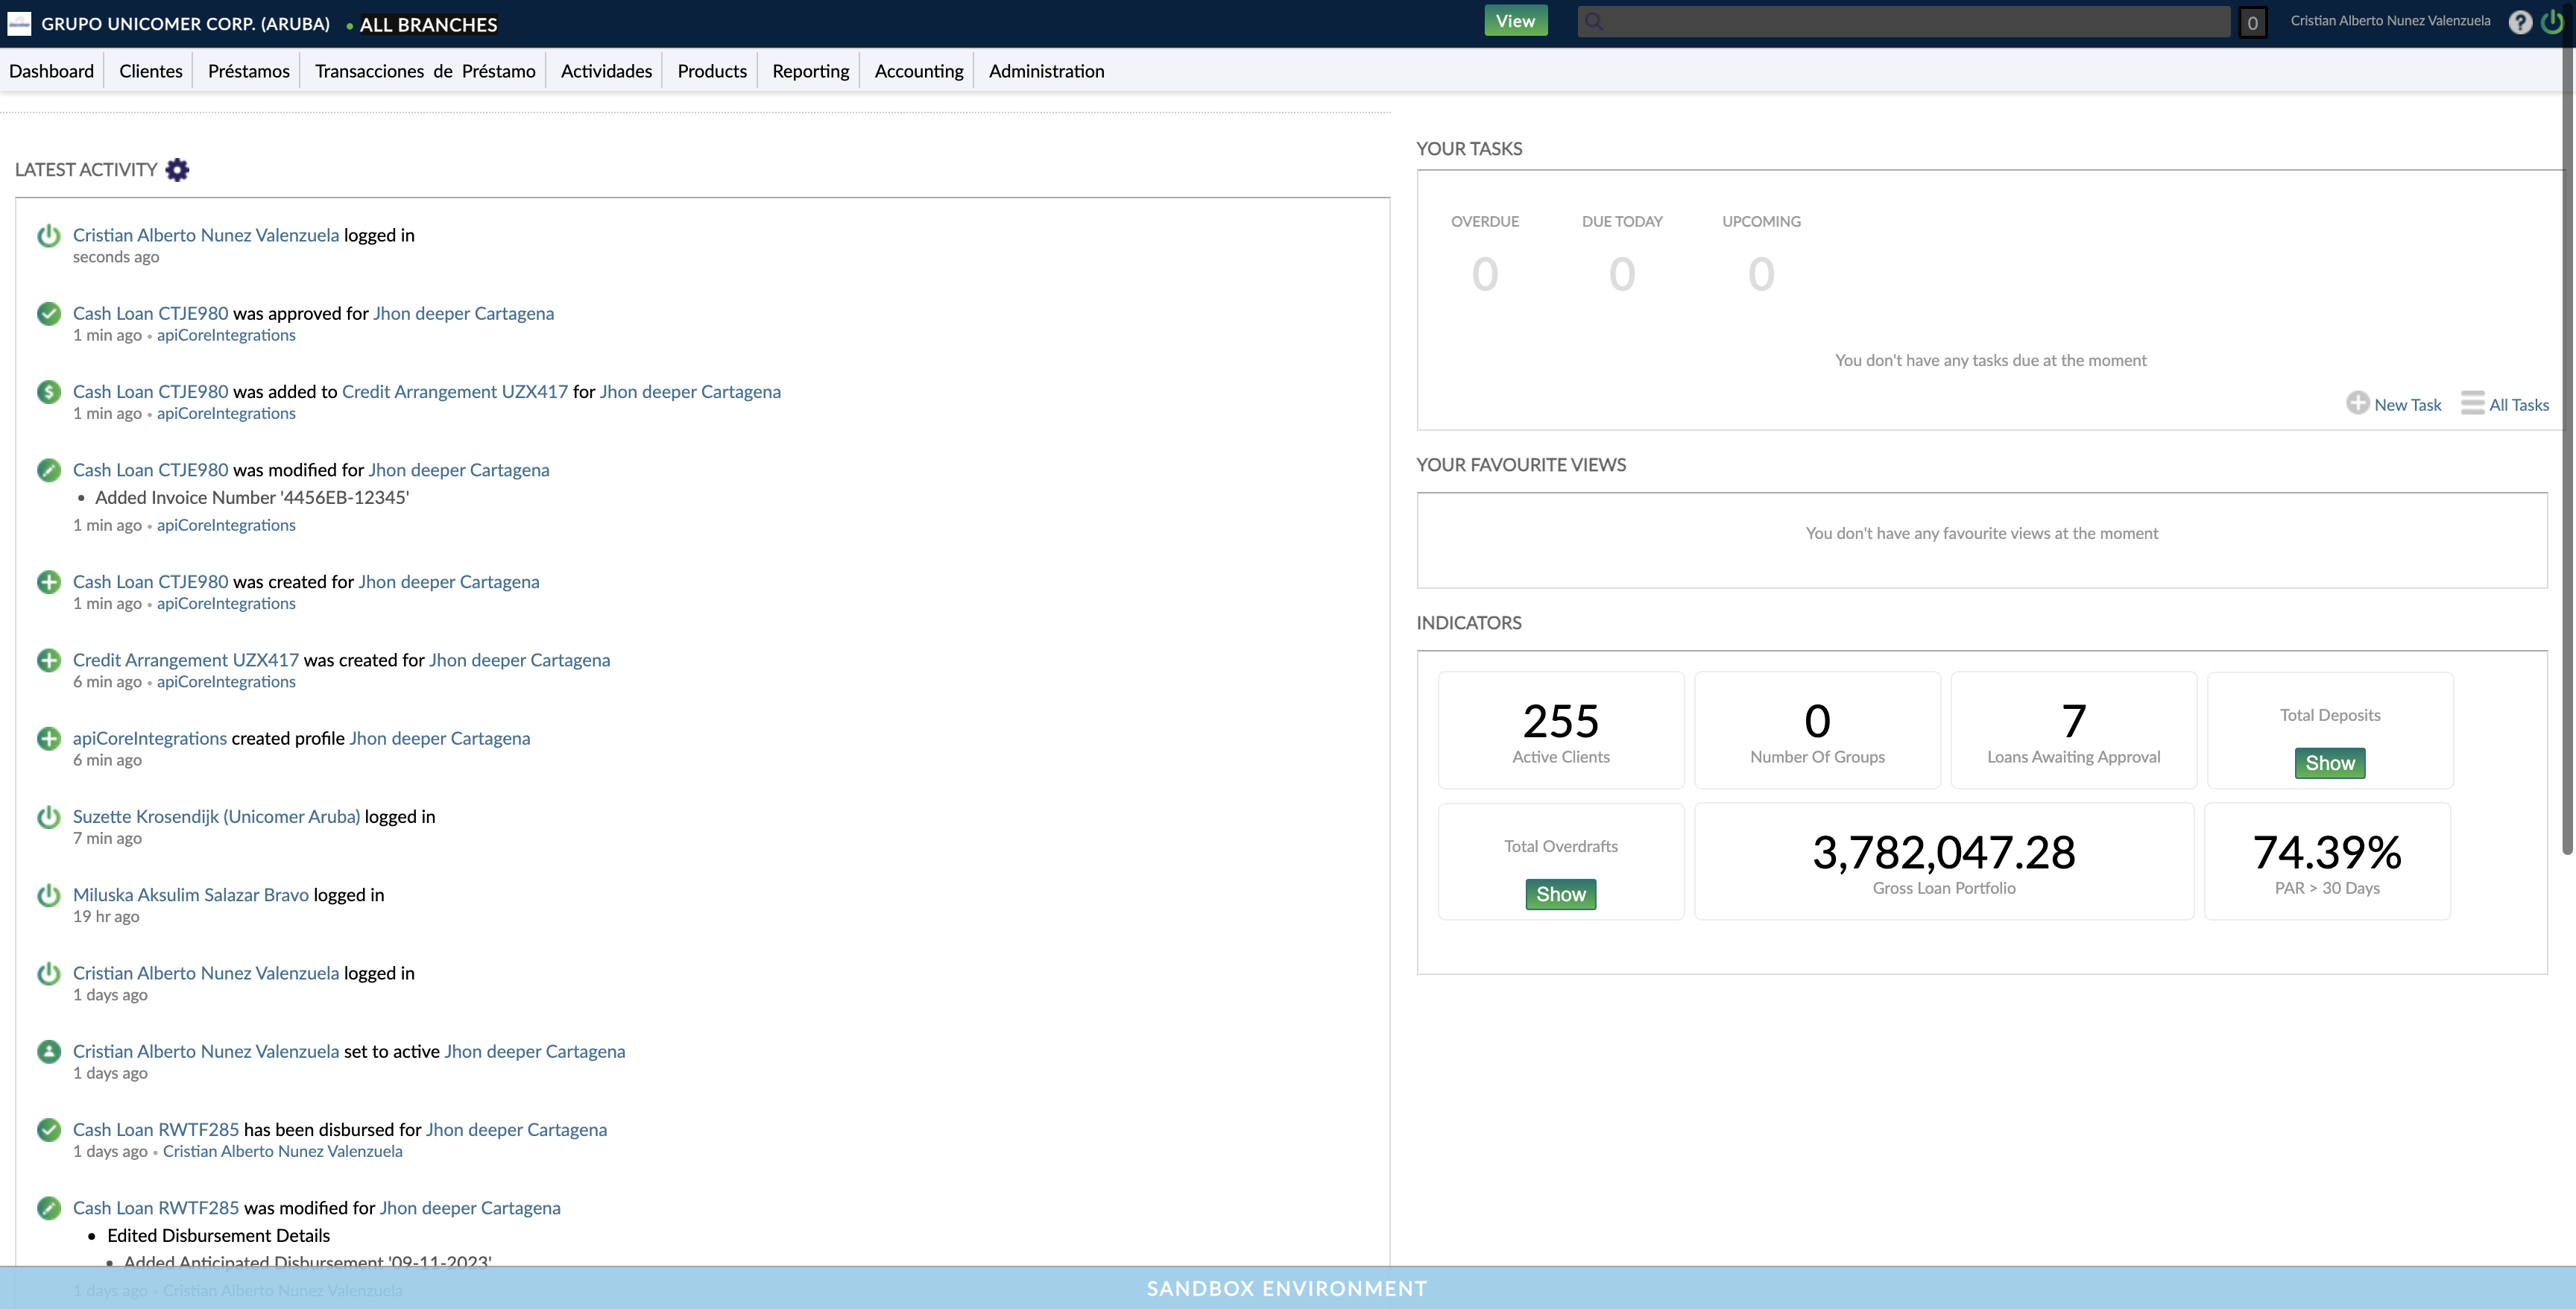 GRUPO UNICOMER CORP. (ARUBA) • ALL BRANCHES
View
0
Cristian Alberto Nunez Valenzuela
?
Dashboard Clientes Préstamos Transacciones de Préstamo Actividades Products Reporting Accounting Administration
LATEST ACTIVITY
Cristian Alberto Nunez Valenzuela logged in
seconds ago
Cash Loan CTJE980 was approved for Jhon deeper Cartagena
1 min ago • apiCoreIntegrations
Cash Loan CTJE980 was added to Credit Arrangement UZX417 for Jhon deeper Cartagena
1 min ago • apiCoreIntegrations
Cash Loan CTJE980 was modified for Jhon deeper Cartagena
• Added Invoice Number '4456EB-12345'
1 min ago • apiCoreIntegrations
Cash Loan CTJE980 was created for Jhon deeper Cartagena
1 min ago • apiCoreIntegrations
Credit Arrangement UZX417 was created for Jhon deeper Cartagena
6 min ago • apiCoreIntegrations
apiCoreIntegrations created profile Jhon deeper Cartagena
6 min ago
Suzette Krosendijk (Unicomer Aruba) logged in
7 min ago
Miluska Aksulim Salazar Bravo logged in
19 hr ago
Cristian Alberto Nunez Valenzuela logged in
1 days ago
Cristian Alberto Nunez Valenzuela set to active Jhon deeper Cartagena
1 days ago
Cash Loan RWTF285 has been disbursed for Jhon deeper Cartagena
1 days ago • Cristian Alberto Nunez Valenzuela
Cash Loan RWTF285 was modified for Jhon deeper Cartagena
• Edited Disbursement Details
• Added Anticipated Disbursement '09-11-2023'
1 days ago • Cristian Alberto Nunez Valenzuela
YOUR TASKS
OVERDUE DUE TODAY UPCOMING
0 0 0
You don't have any tasks due at the moment
New Task All Tasks
YOUR FAVOURITE VIEWS
You don't have any favourite views at the moment
INDICATORS
255
Active Clients
0
Number Of Groups
7
Loans Awaiting Approval
Total Deposits
Show
Total Overdrafts
Show
3,782,047.28
Gross Loan Portfolio
74.39%
PAR > 30 Days
SANDBOX ENVIRONMENT